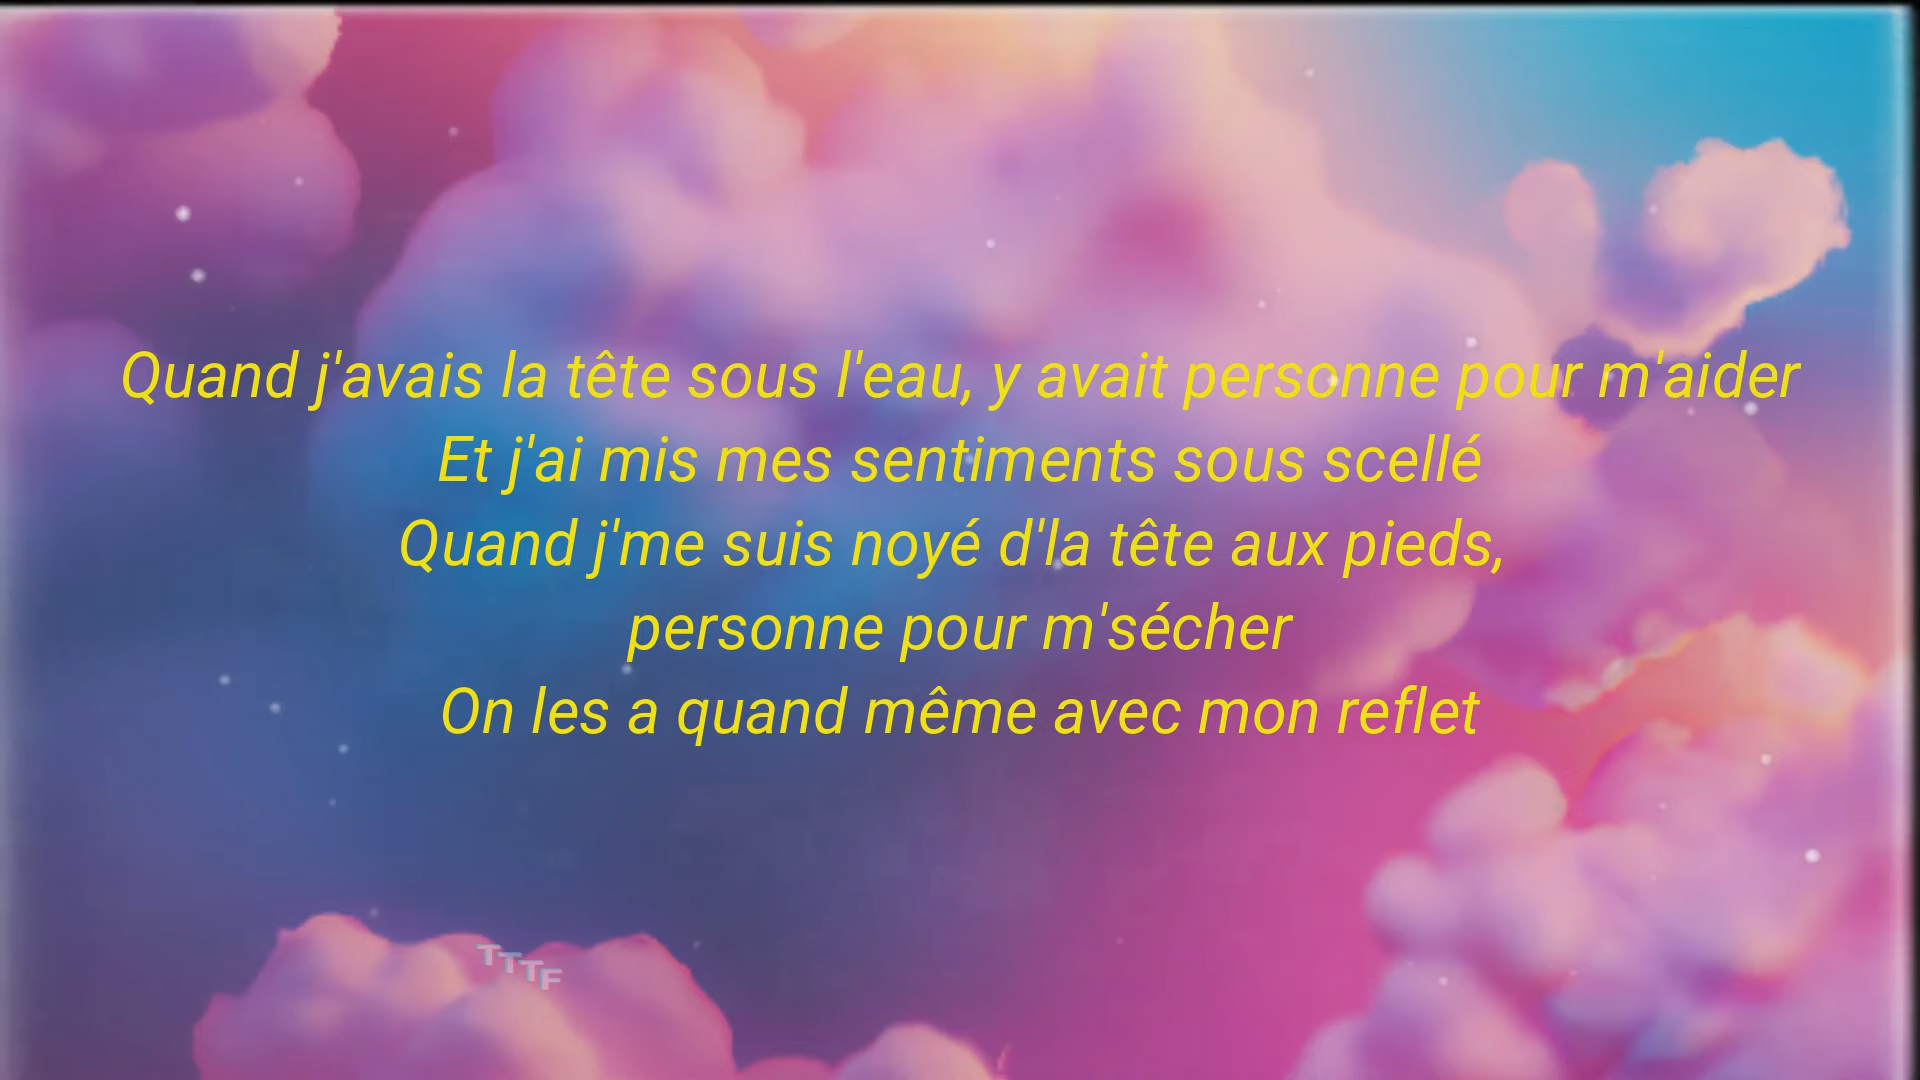 Quand j'avais la tête sous l'eau, y avait personne pour m'aider
Et j'ai mis mes sentiments sous scellé
Quand j'me suis noyé d'la tête aux pieds,
personne pour m'sécher
On les a quand même avec mon reflet
TTTF